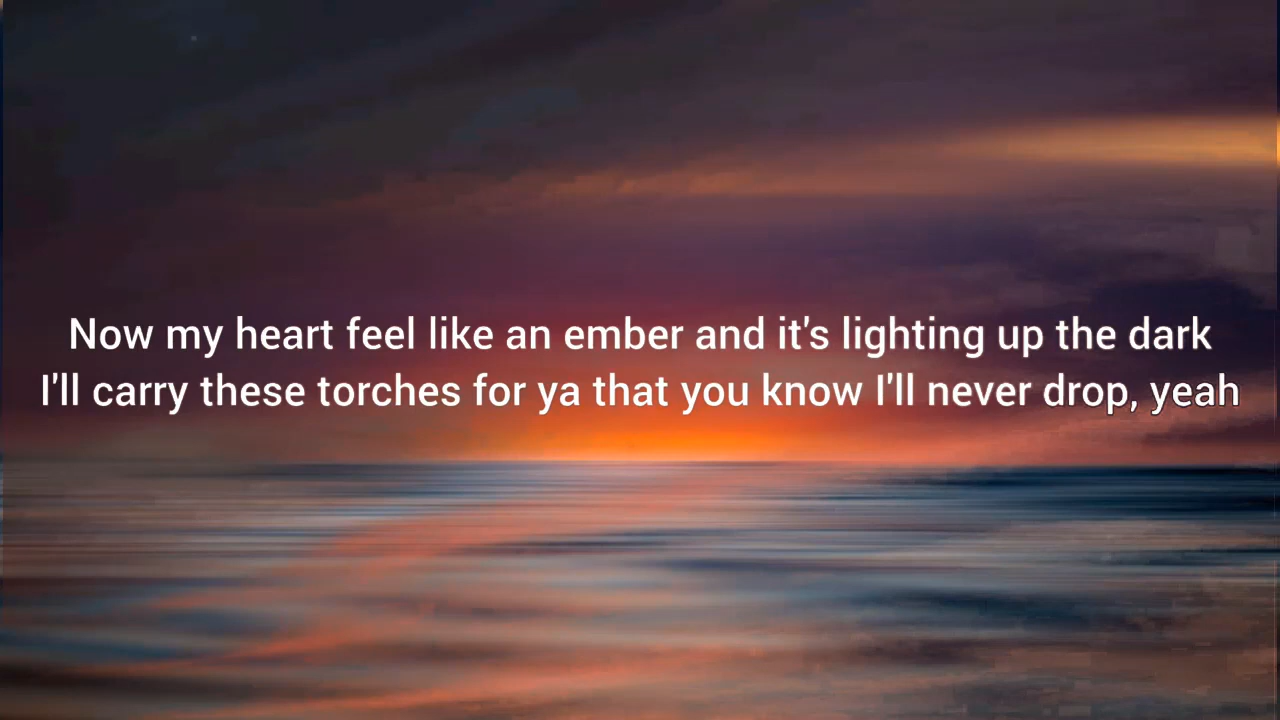 Now my heart feel like an ember and it's lighting up the dark
I'll carry these torches for ya that you know I'll never drop, yeah